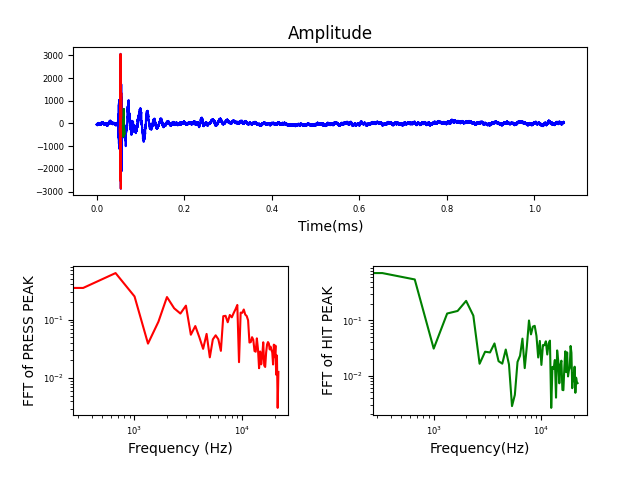 Amplitude
3000
2000
1000
0
−1000
−2000
−3000
0.0 0.2 0.4 0.6 0.8 1.0
Time(ms)
FFT of PRESS PEAK
10⁻¹
10⁻²
10³ 10⁴
Frequency (Hz)
FFT of HIT PEAK
10⁻¹
10⁻²
10³ 10⁴
Frequency(Hz)